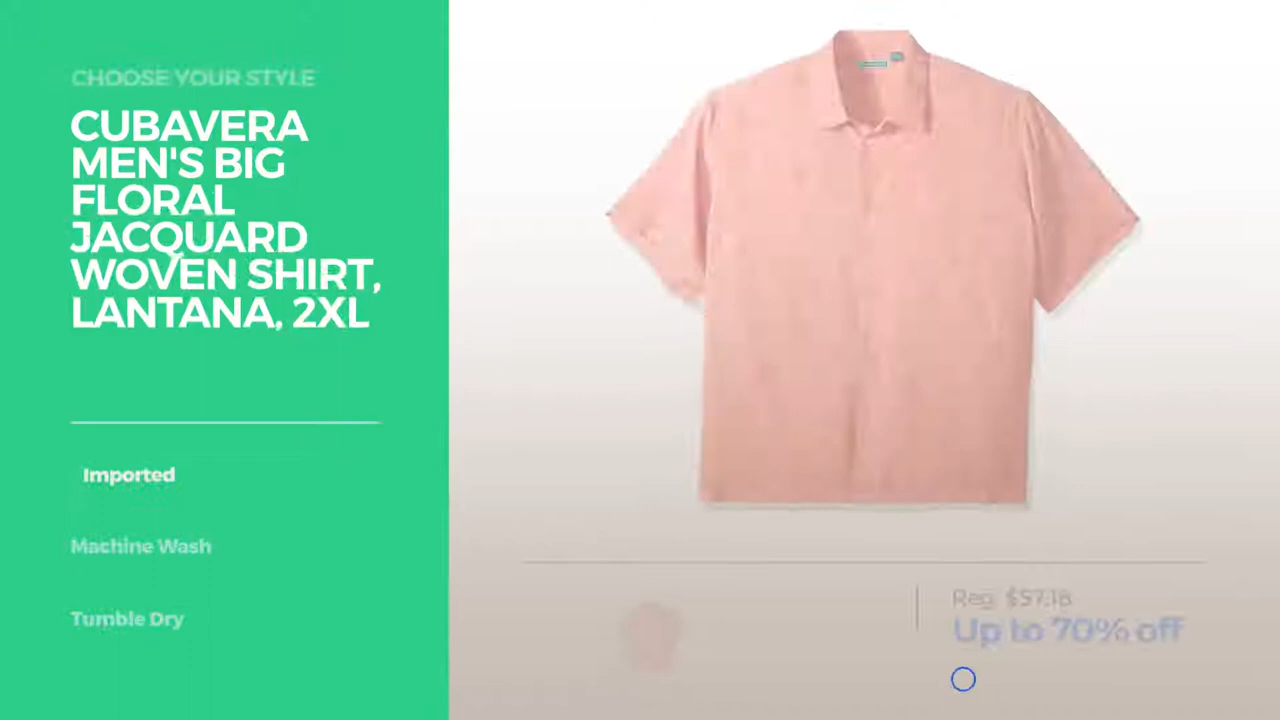 CHOOSE YOUR STYLE
CUBAVERA
MEN'S BIG
FLORAL
JACQUARD
WOVEN SHIRT,
LANTANA, 2XL
Imported
Machine Wash
Tumble Dry
Reg. $57.18
Up to 70% off